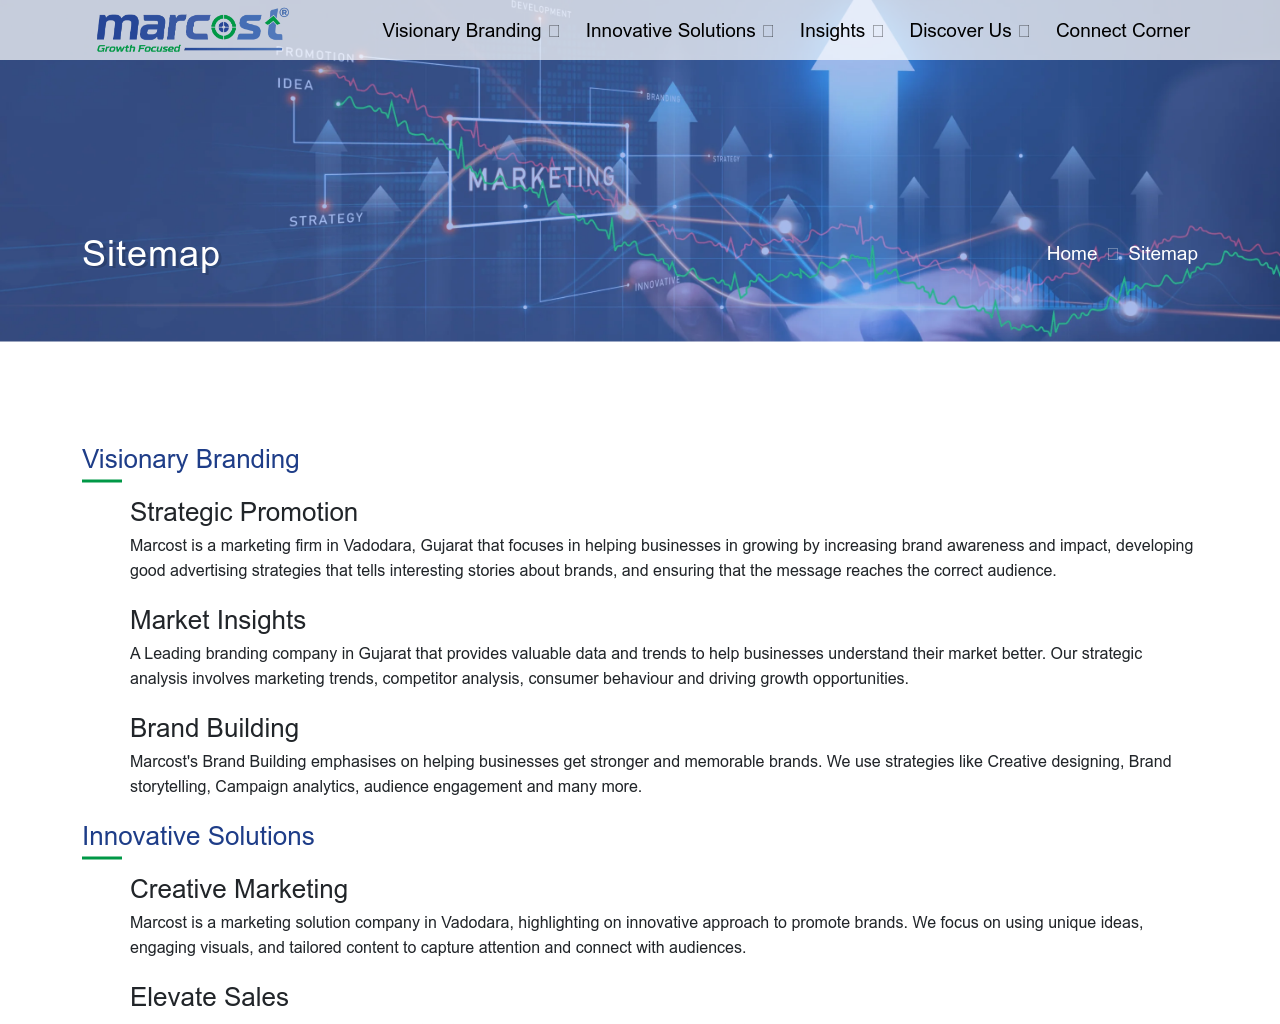 marcost®
Growth Focused
Visionary Branding
Innovative Solutions
Insights
Discover Us
Connect Corner
DEVELOPMENT
PROMOTION
IDEA
BRANDING
STRATEGY
MARKETING
STRATEGY
INNOVATIVE
Sitemap
Home Sitemap
Visionary Branding
Strategic Promotion
Marcost is a marketing firm in Vadodara, Gujarat that focuses in helping businesses in growing by increasing brand awareness and impact, developing
good advertising strategies that tells interesting stories about brands, and ensuring that the message reaches the correct audience.
Market Insights
A Leading branding company in Gujarat that provides valuable data and trends to help businesses understand their market better. Our strategic
analysis involves marketing trends, competitor analysis, consumer behaviour and driving growth opportunities.
Brand Building
Marcost's Brand Building emphasises on helping businesses get stronger and memorable brands. We use strategies like Creative designing, Brand
storytelling, Campaign analytics, audience engagement and many more.
Innovative Solutions
Creative Marketing
Marcost is a marketing solution company in Vadodara, highlighting on innovative approach to promote brands. We focus on using unique ideas,
engaging visuals, and tailored content to capture attention and connect with audiences.
Elevate Sales